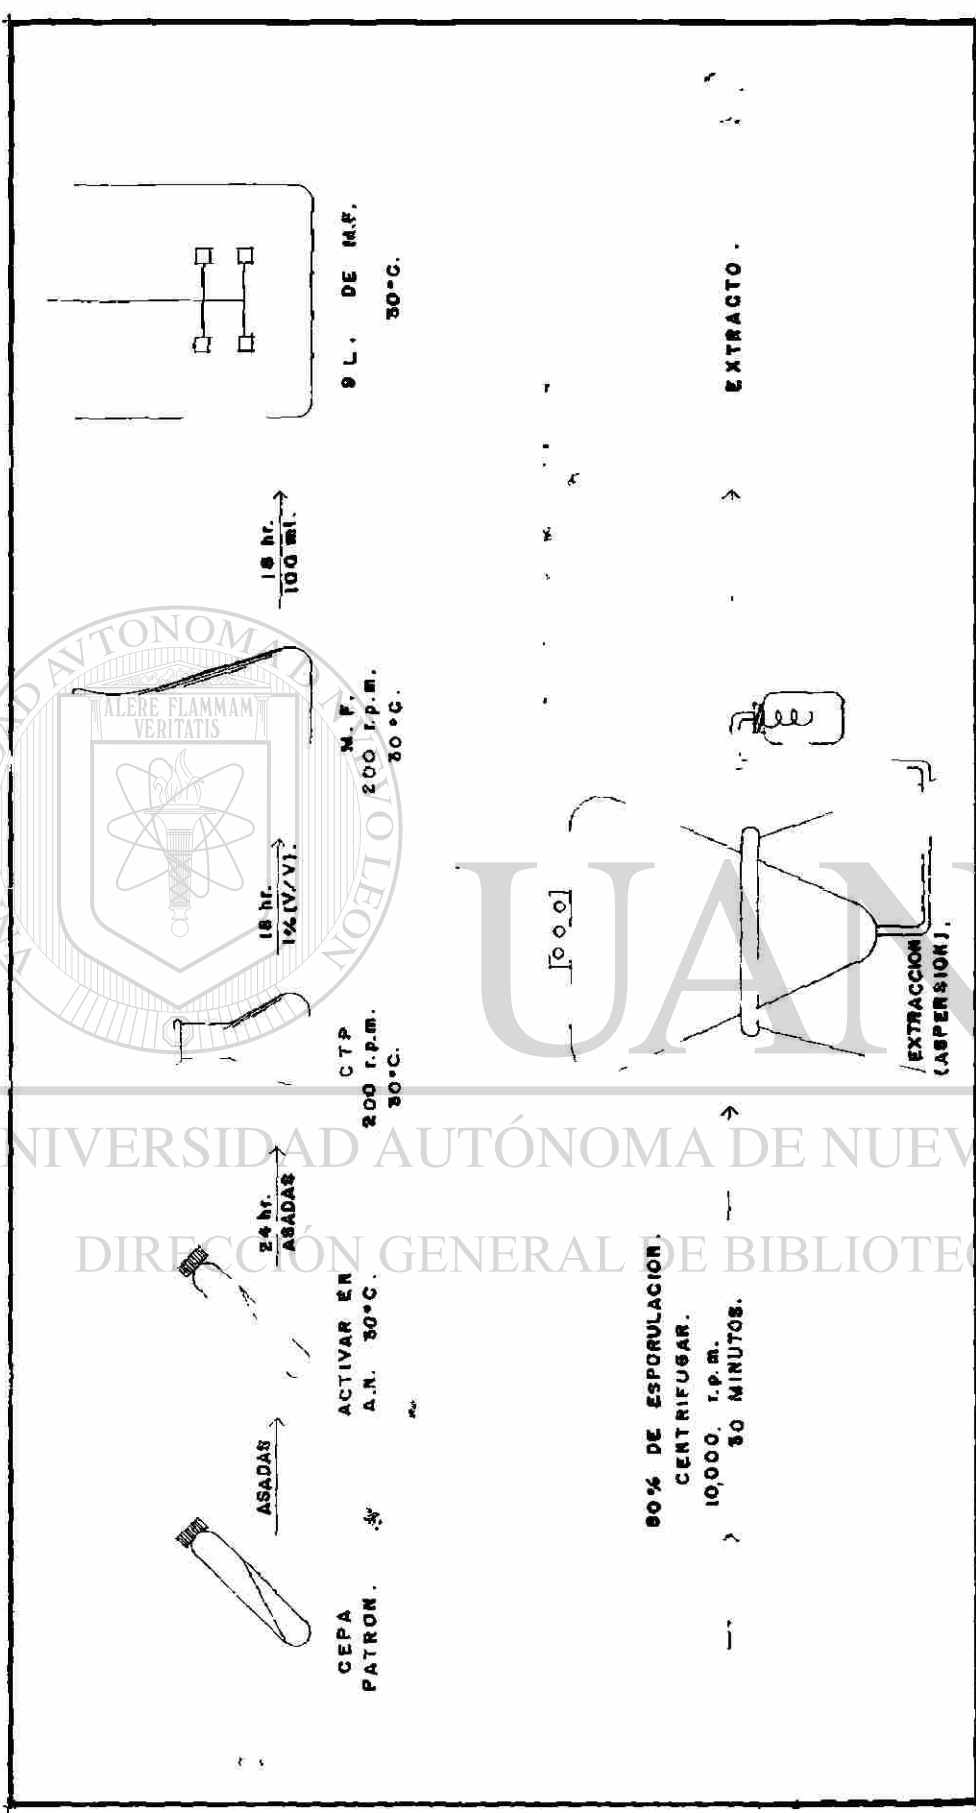 CEPA
PATRON.
ASADAS
ACTIVAR EN
A.N. 30°C.
24 hr.
ASADAS
CTP
200 r.p.m.
30°C.
18 hr.
1%(V/V).
M.F.
200 r.p.m.
30°C.
18 hr.
100 ml.
9 L. DE M.F.
30°C.
80% DE ESPORULACION.
CENTRIFUGAR.
10,000. r.p.m.
30 MINUTOS.
EXTRACCION
(ASPERSION).
EXTRACTO.
ALERE FLAMMAM
VERITATIS
UAN
NIVERSIDAD AUTÓNOMA DE NUEV
DIRECCIÓN GENERAL DE BIBLIOTEC